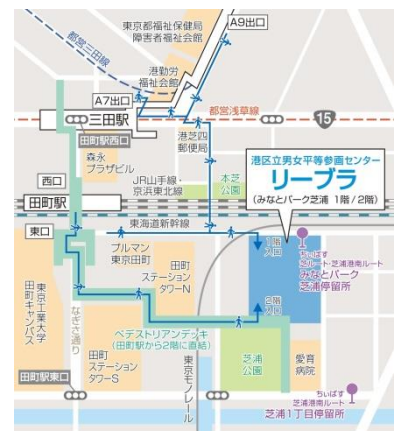 東京都福祉保健局
障害者福祉会館
A9出口
都営三田線
港勤労
福祉会館
A7出口
都営浅草線
三田駅
15
田町駅西口
港芝四
郵便局
森永
プラザビル
本芝
公園
港区立男女平等参画センター
リーブラ
(みなとパーク芝浦 1階/2階)
JR山手線・
京浜東北線
西口
田町駅
東海道新幹線
東口
プルマン
東京田町
田町
ステーション
タワーN
1階
入口
ちぃばす
芝ルート・芝浦港南ルート
みなとパーク
芝浦停留所
2階
入口
東京工業大学
田町キャンパス
なぎさ通り
ペデストリアンデッキ
(田町駅から2階に直結)
田町
ステーション
タワーS
東京モノレール
芝浦
公園
愛育
病院
田町駅東口
ちぃばす
芝浦港南ルート
芝浦1丁目停留所